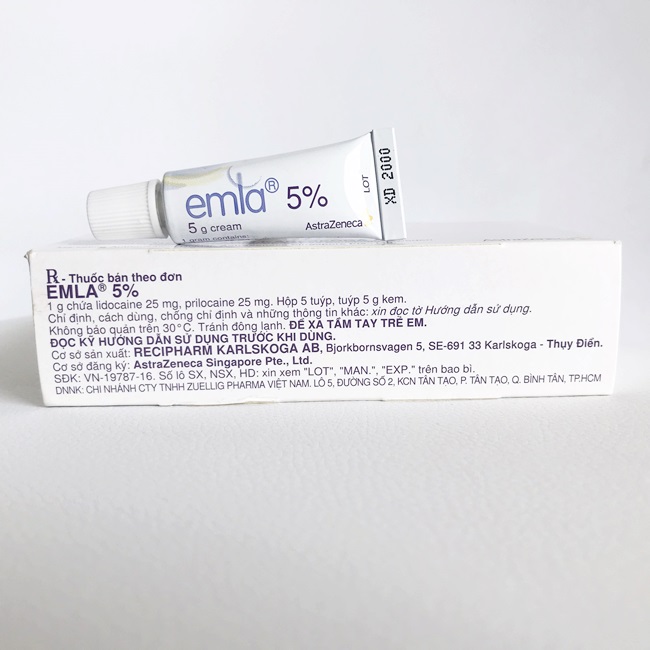 emla® 5%
5 g cream
1 gram contains:
AstraZeneca
LOT
XD 2000
Rx - Thuốc bán theo đơn
EMLA® 5%
1 g chứa lidocaine 25 mg, prilocaine 25 mg. Hộp 5 tuýp, tuýp 5 g kem.
Chỉ định, cách dùng, chống chỉ định và những thông tin khác: xin đọc tờ Hướng dẫn sử dụng.
Không bảo quản trên 30°C. Tránh đông lạnh. ĐỂ XA TẦM TAY TRẺ EM.
ĐỌC KỸ HƯỚNG DẪN SỬ DỤNG TRƯỚC KHI DÙNG.
Cơ sở sản xuất: RECIPHARM KARLSKOGA AB, Bjorkbornsvagen 5, SE-691 33 Karlskoga - Thụy Điển.
Cơ sở đăng ký: AstraZeneca Singapore Pte., Ltd.
SĐK: VN-19787-16. Số lô SX, NSX, HD: xin xem "LOT", "MAN.", "EXP." trên bao bì.
DNNK: CHI NHÁNH CTY TNHH ZUELLIG PHARMA VIỆT NAM. LÔ 5, ĐƯỜNG SỐ 2, KCN TÂN TẠO, P. TÂN TẠO, Q. BÌNH TÂN, TP.HCM